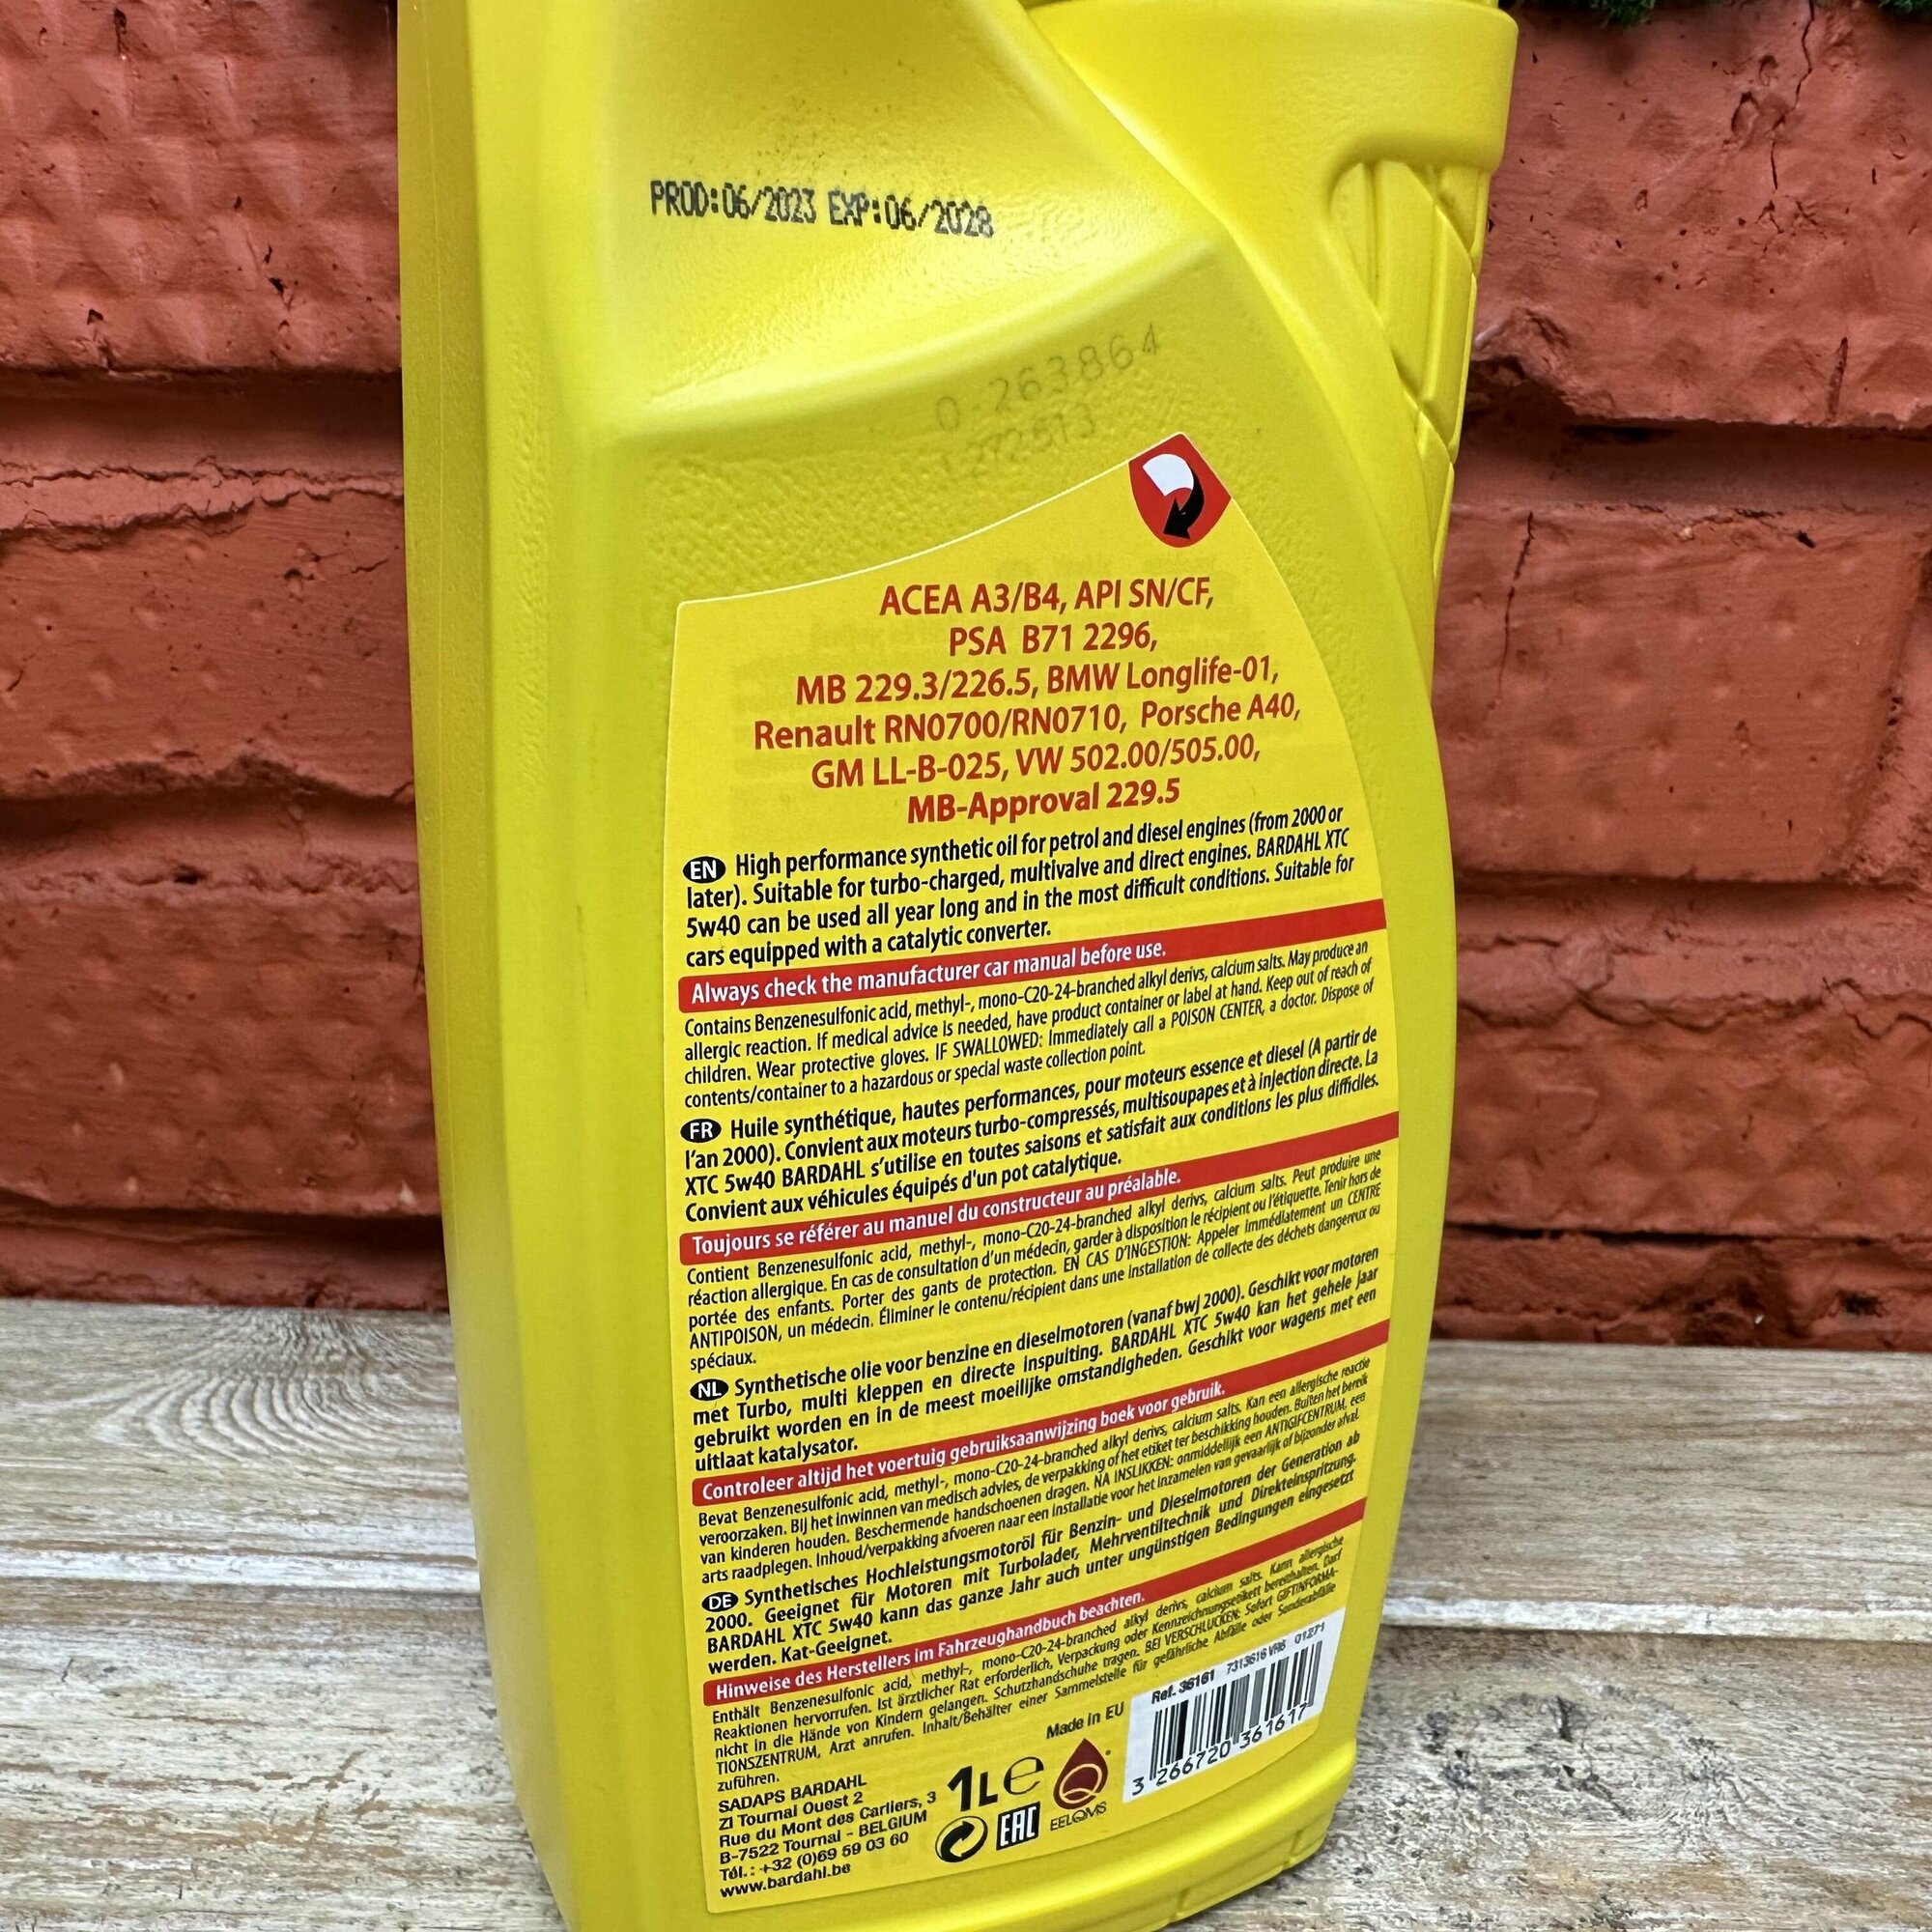 PROD:06/2023 EXP:06/2028
0-263864
ACEA A3/B4, API SN/CF,
PSA B71 2296,
MB 229.3/226.5, BMW Longlife-01,
Renault RN0700/RN0710, Porsche A40,
GM LL-B-025, VW 502.00/505.00,
MB-Approval 229.5
EN High performance synthetic oil for petrol and diesel engines (from 2000 or
later). Suitable for turbo-charged, multivalve and direct engines. BARDAHL XTC
5w40 can be used all year long and in the most difficult conditions. Suitable for
cars equipped with a catalytic converter.
Always check the manufacturer car manual before use.
Contains Benzenesulfonic acid, methyl-, mono-C20-24-branched alkyl derivs, calcium salts. May produce an
allergic reaction. If medical advice is needed, have product container or label at hand. Keep out of reach of
children. Wear protective gloves. IF SWALLOWED: Immediately call a POISON CENTER, a doctor. Dispose of
contents/container to a hazardous or special waste collection point.
FR Huile synthétique, hautes performances, pour moteurs essence et diesel (A partir de
l'an 2000). Convient aux moteurs turbo-compressés, multisoupapes et à injection directe. La
XTC 5w40 BARDAHL s'utilise en toutes saisons et satisfait aux conditions les plus difficiles.
Convient aux véhicules équipés d'un pot catalytique.
Toujours se référer au manuel du constructeur au préalable.
Contient Benzenesulfonic acid, methyl-, mono-C20-24-branched alkyl derivs, calcium salts. Peut produire une
réaction allergique. En cas de consultation d'un médecin, garder à disposition le récipient ou l'étiquette. Tenir hors de
portée des enfants. Porter des gants de protection. EN CAS D'INGESTION: Appeler immédiatement un CENTRE
ANTIPOISON, un médecin. Éliminer le contenu/récipient dans une installation de collecte des déchets dangereux ou
spéciaux.
NL Synthetische olie voor benzine en dieselmotoren (vanaf bwj 2000). Geschikt voor motoren
met Turbo, multi kleppen en directe inspuiting. BARDAHL XTC 5w40 kan het gehele jaar
gebruikt worden en in de meest moeilijke omstandigheden. Geschikt voor wagens met een
uitlaat katalysator.
Controleer altijd het voertuig gebruiksaanwijzing boek voor gebruik.
Bevat Benzenesulfonic acid, methyl-, mono-C20-24-branched alkyl derivs, calcium salts. Kan een allergische reactie
veroorzaken. Bij het inwinnen van medisch advies, de verpakking of het etiket ter beschikking houden. Buiten het bereik
van kinderen houden. Beschermende handschoenen dragen. NA INSLIKKEN: onmiddellijk een ANTIGIFCENTRUM, een
arts raadplegen. Inhoud/verpakking afvoeren naar een installatie voor het inzamelen van gevaarlijk of bijzonder afval.
DE Synthetisches Hochleistungsmotoröl für Benzin- und Dieselmotoren der Generation ab
2000. Geeignet für Motoren mit Turbolader, Mehrventiltechnik und Direkteinspritzung.
BARDAHL XTC 5w40 kann das ganze Jahr auch unter ungünstigen Bedingungen eingesetzt
werden. Kat-Geeignet.
Hinweise des Herstellers im Fahrzeughandbuch beachten.
Enthält Benzenesulfonic acid, methyl-, mono-C20-24-branched alkyl derivs, calcium salts. Kann allergische
Reaktionen hervorrufen. Ist ärztlicher Rat erforderlich, Verpackung oder Kennzeichnungsetikett bereithalten. Darf
nicht in die Hände von Kindern gelangen. Schutzhandschuhe tragen. BEI VERSCHLUCKEN: Sofort GIFTINFORMA-
TIONSZENTRUM, Arzt anrufen. Inhalt/Behälter einer Sammelstelle für gefährliche Abfälle oder Sonderabfälle
zuführen.
SADAPS BARDAHL
ZI Tournai Ouest 2
Rue du Mont des Carliers, 3
B-7522 Tournai - BELGIUM
Tél.: +32 (0)69 59 03 60
www.bardahl.be
1L e
EAC
Made in EU
EELQMS
Ref. 36161 7313616VR6 01271
3 266720 361617